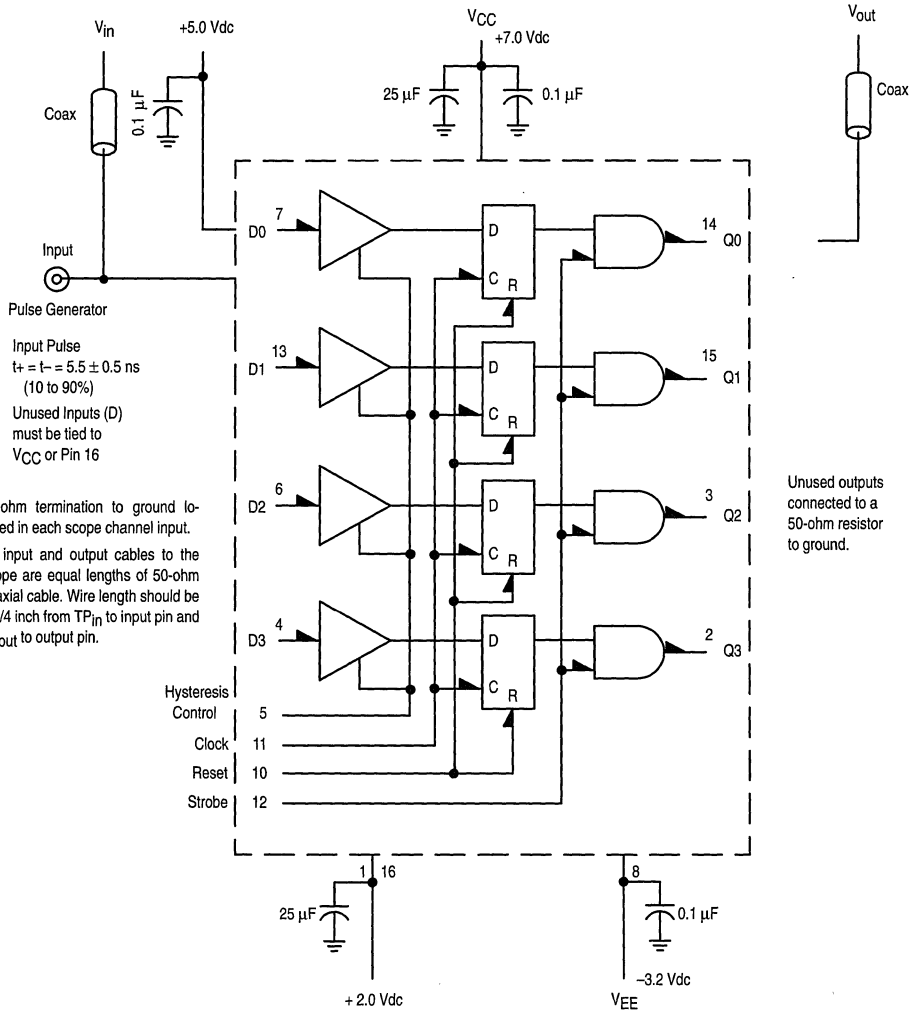 Vin
+5.0 Vdc
VCC
+7.0 Vdc
Vout
Coax
0.1 µF
25 µF
0.1 µF
Coax
D0
7
D
C
R
14
Q0
Input
Pulse Generator
Input Pulse
t+ = t– = 5.5 ± 0.5 ns
(10 to 90%)
Unused Inputs (D)
must be tied to
VCC or Pin 16
D1
13
D
C
R
15
Q1
-ohm termination to ground lo-
ed in each scope channel input.
input and output cables to the
pe are equal lengths of 50-ohm
axial cable. Wire length should be
/4 inch from TPin to input pin and
out to output pin.
D2
6
D
C
R
3
Q2
Unused outputs
connected to a
50-ohm resistor
to ground.
D3
4
D
C
R
2
Q3
Hysteresis
Control 5
Clock 11
Reset 10
Strobe 12
1 16
8
25 µF
0.1 µF
+ 2.0 Vdc
–3.2 Vdc
VEE